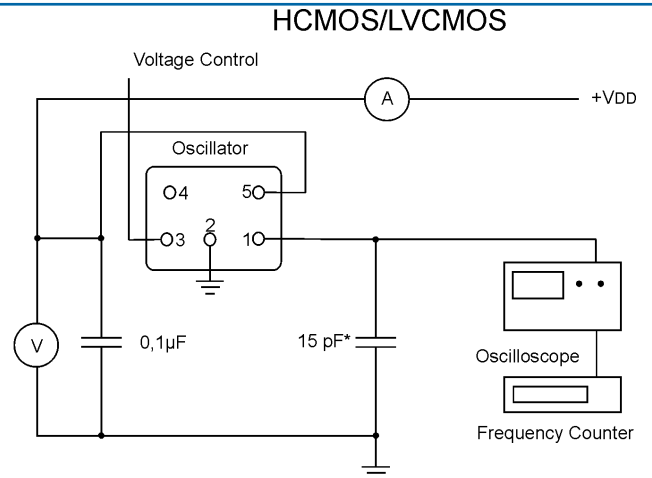 HCMOS/LVCMOS
Voltage Control
A
+VDD
Oscillator
4
5
3
2
1
V
0,1µF
15 pF*
Oscilloscope
Frequency Counter